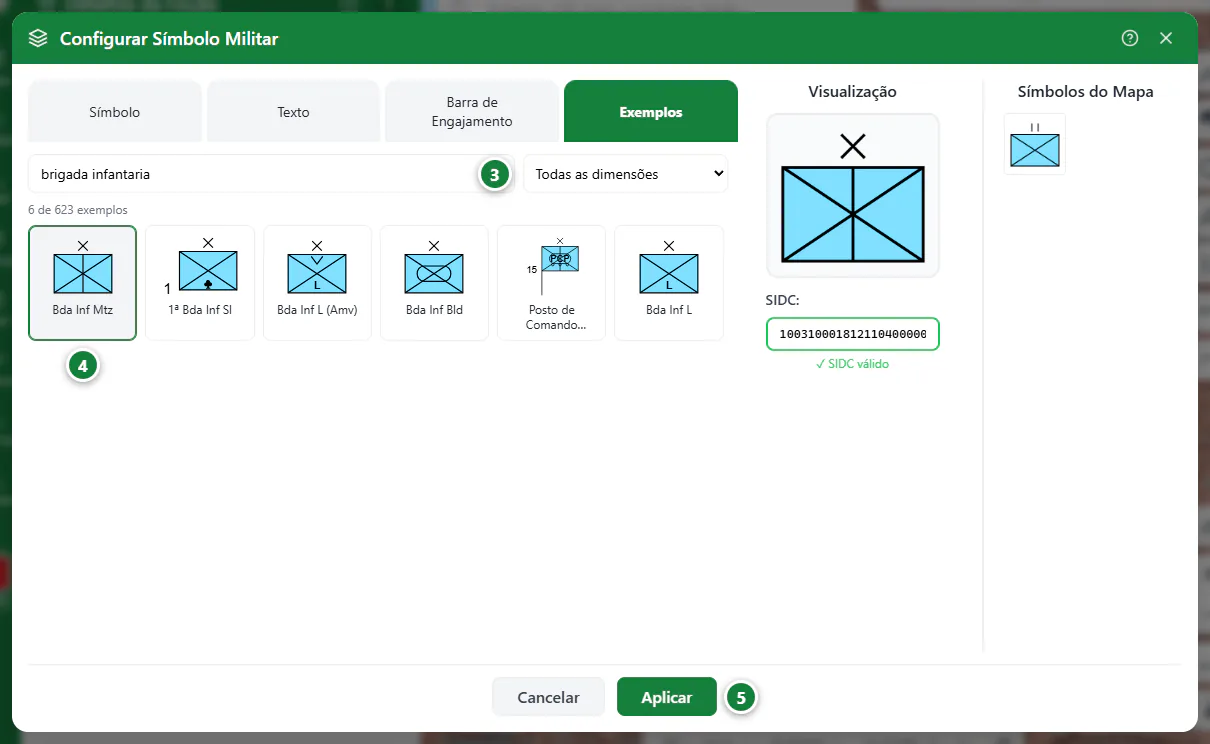 Configurar Símbolo Militar
Símbolo
Texto
Barra de
Engajamento
Exemplos
brigada infantaria
3
Todas as dimensões
6 de 623 exemplos
Bda Inf Mtz
1
1ª Bda Inf Sl
L
Bda Inf L (Amv)
Bda Inf Bld
15
PCP
Posto de
Comando...
L
Bda Inf L
4
Visualização
SIDC:
100310001812110400000
✓ SIDC válido
Símbolos do Mapa
Cancelar
Aplicar
5